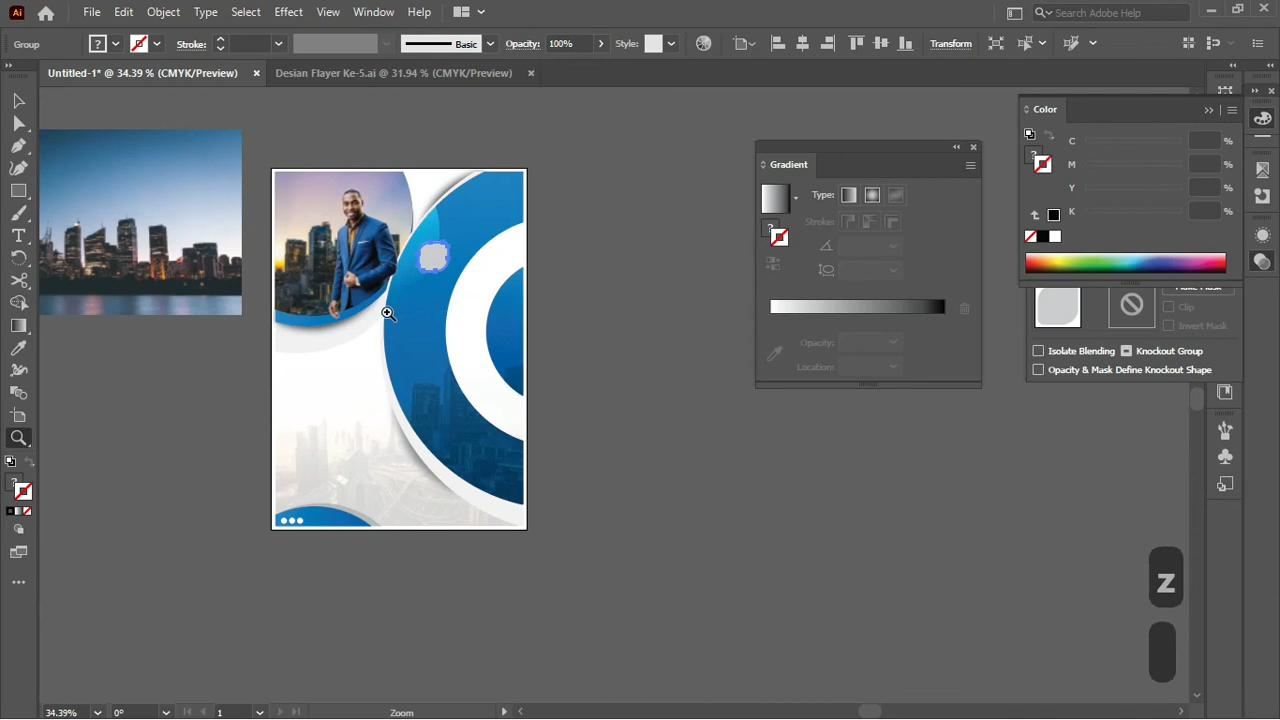 Ai File Edit Object Type Select Effect View Window Help Search Adobe Help
Group ? Stroke: Basic Opacity: 100% Style: Transform
Untitled-1* @ 34.39 % (CMYK/Preview) × Desian Flayer Ke-5.ai @ 31.94 % (CMYK/Preview) ×
Color
C %
M %
Y %
K %
Gradient
Type:
Stroke:
Opacity:
Location:
Make Mask
Clip
Invert Mask
Isolate Blending Knockout Group
Opacity & Mask Define Knockout Shape
z
34.39% 0° 1 Zoom